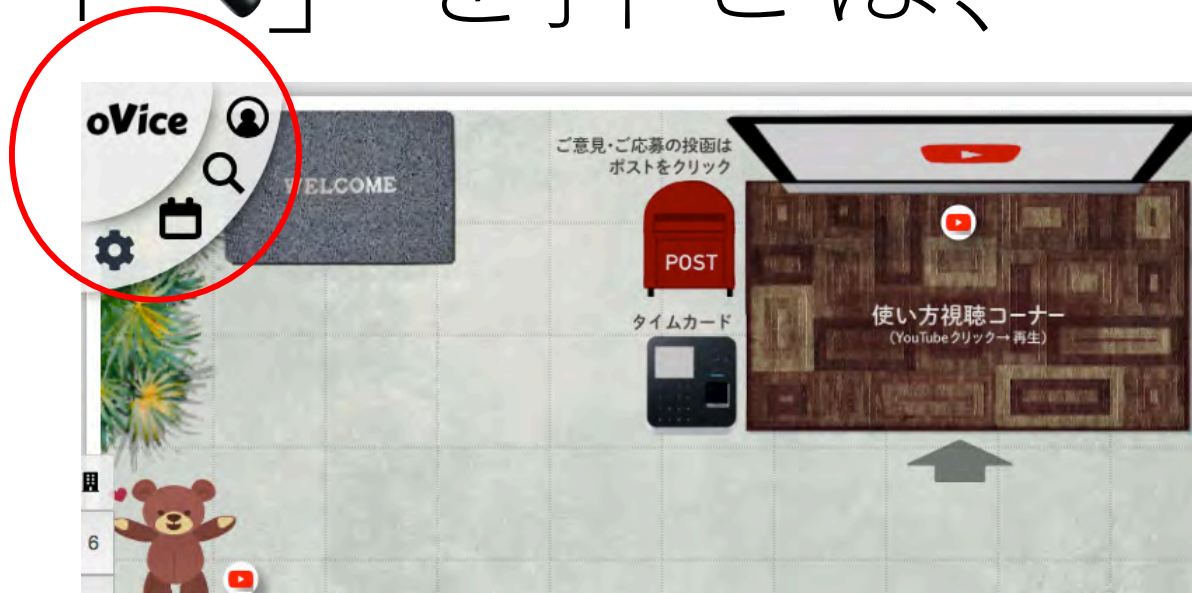 oVice
WELCOME
ご意見・ご応募の投函は
ポストをクリック
POST
タイムカード
使い方視聴コーナー
(YouTubeクリック→再生)
6